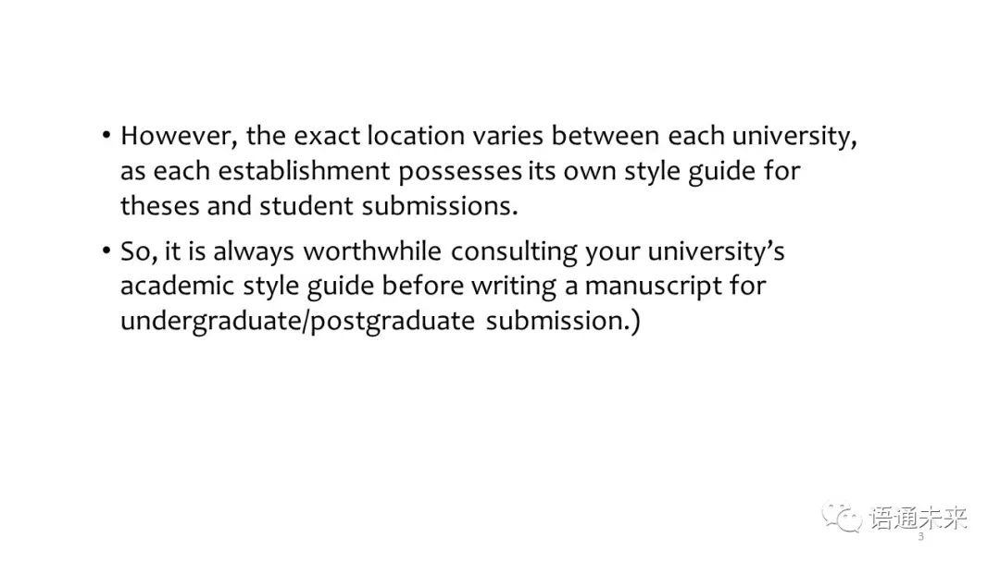 • However, the exact location varies between each university,
as each establishment possesses its own style guide for
theses and student submissions.
• So, it is always worthwhile consulting your university’s
academic style guide before writing a manuscript for
undergraduate/postgraduate submission.)
语通未来
3